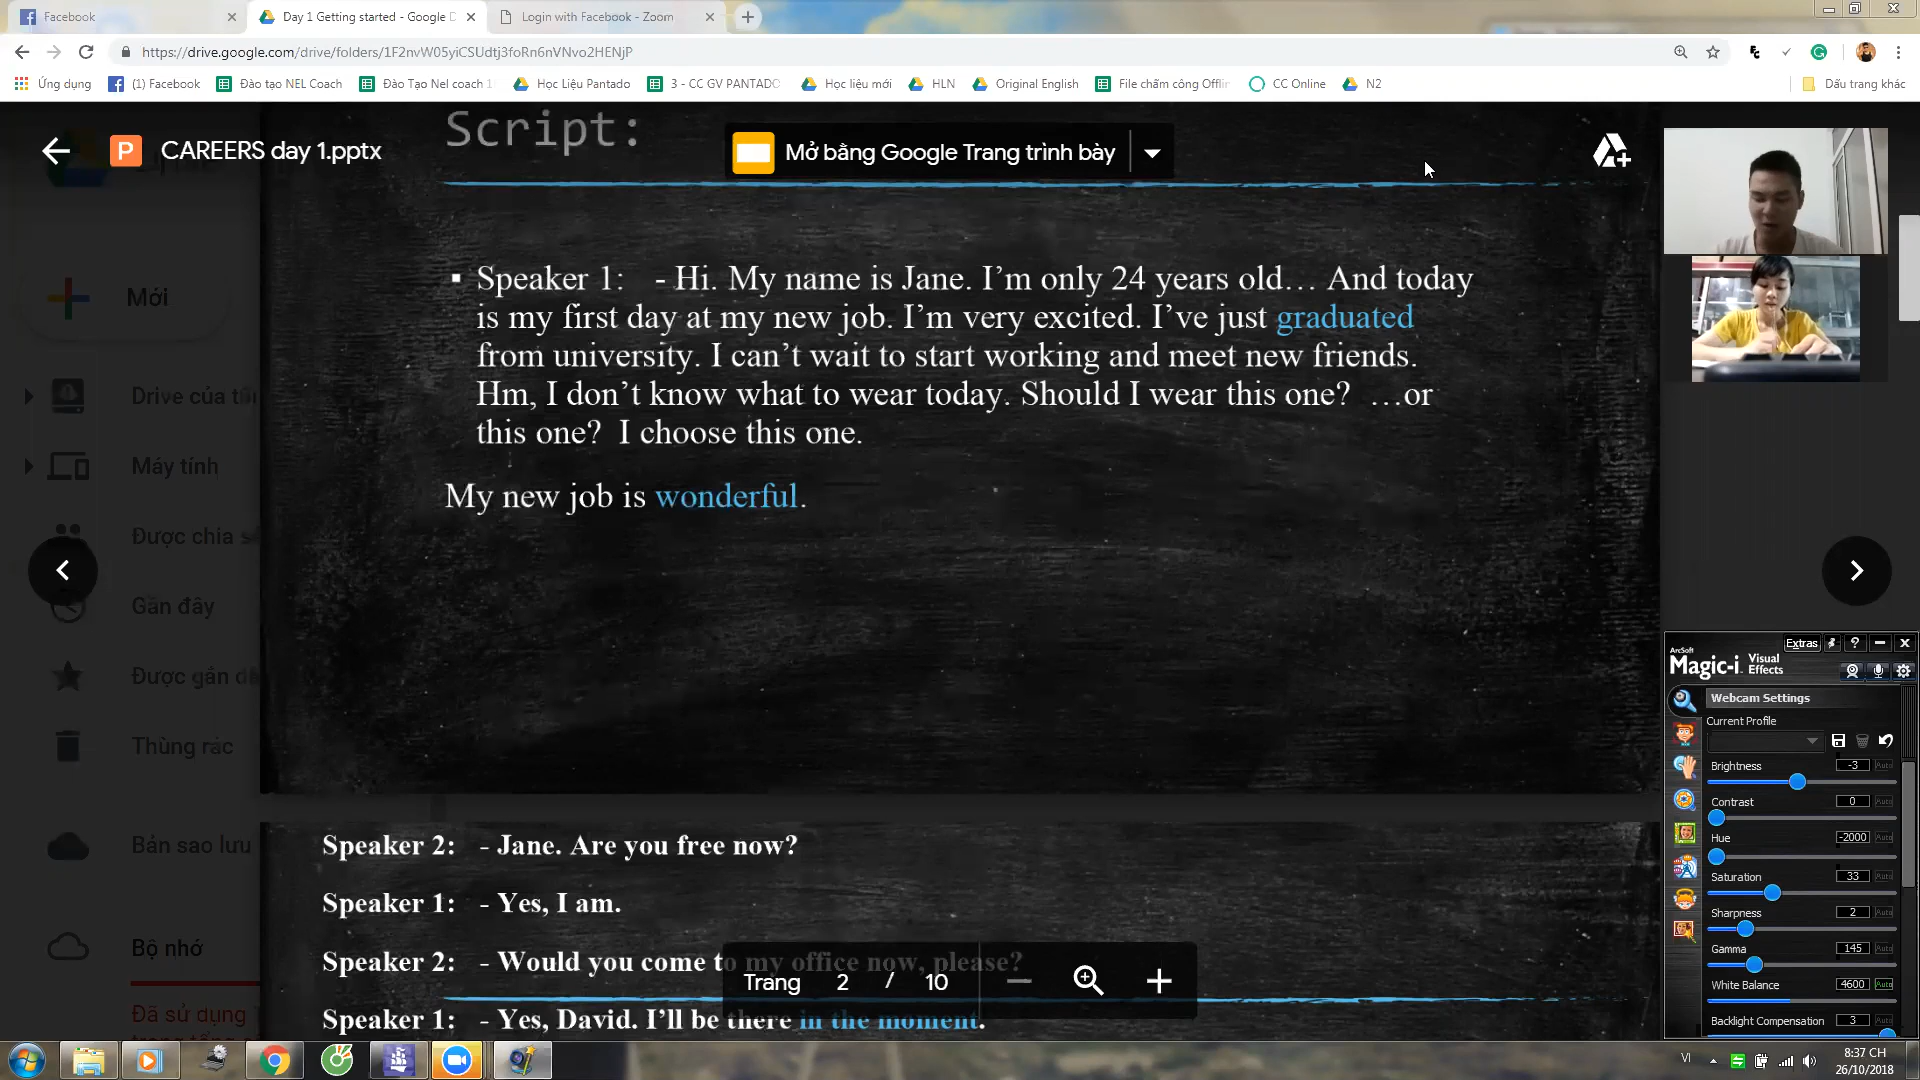 Facebook
Day 1 Getting started - Google D
Login with Facebook - Zoom
https://drive.google.com/drive/folders/1F2nvW05yiCSUdtj3foRn6nVNvo2HENjP
Ứng dụng
(1) Facebook
Đào tạo NEL Coach
Đào Tạo Nel coach 1
Học Liệu Pantado
3 - CC GV PANTADO
Học liệu mới
HLN
Original English
File chấm công Offlin
CC Online
N2
Dấu trang khác
Script:
P
CAREERS day 1.pptx
Mở bằng Google Trang trình bày
▪ Speaker 1: - Hi. My name is Jane. I’m only 24 years old… And today
is my first day at my new job. I’m very excited. I’ve just graduated
from university. I can’t wait to start working and meet new friends.
Hm, I don’t know what to wear today. Should I wear this one? …or
this one? I choose this one.
My new job is wonderful.
Mới
Drive của tôi
Máy tính
Được chia s
Gần đây
Được gắn d
Thùng rác
Bản sao lưu
Bộ nhớ
Đã sử dụng
Speaker 2: - Jane. Are you free now?
Speaker 1: - Yes, I am.
Speaker 2: - Would you come to my office now, please?
Speaker 1: - Yes, David. I’ll be there in the moment.
Trang 2 / 10
Extras
?
ArcSoft
Magic-i Visual
Effects
Webcam Settings
Current Profile
Brightness -3 Auto
Contrast 0 Auto
Hue -2000 Auto
Saturation 33 Auto
Sharpness 2 Auto
Gamma 145 Auto
White Balance 4600 Auto
Backlight Compensation 3 Auto
VI
8:37 CH
26/10/2018